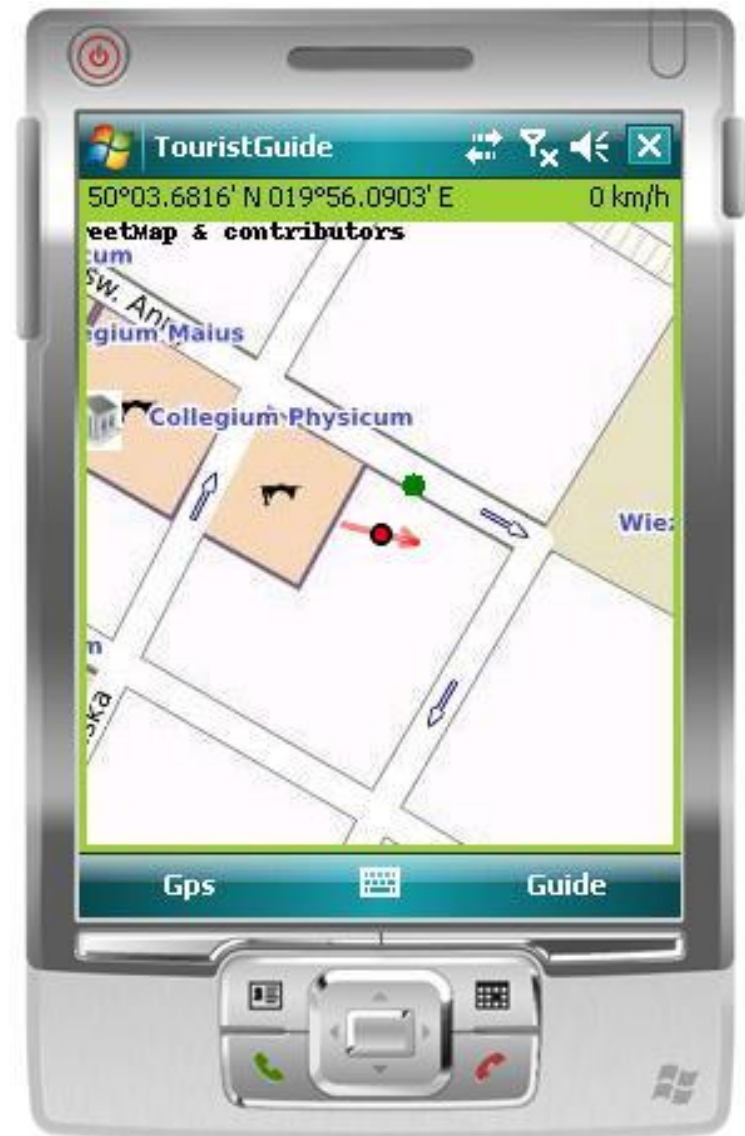 TouristGuide
50°03.6816' N 019°56.0903' E 0 km/h
eetMap & contributors
cum
Św. Ann
egium Maius
Collegium Physicum
Wie
m
ska
Gps Guide